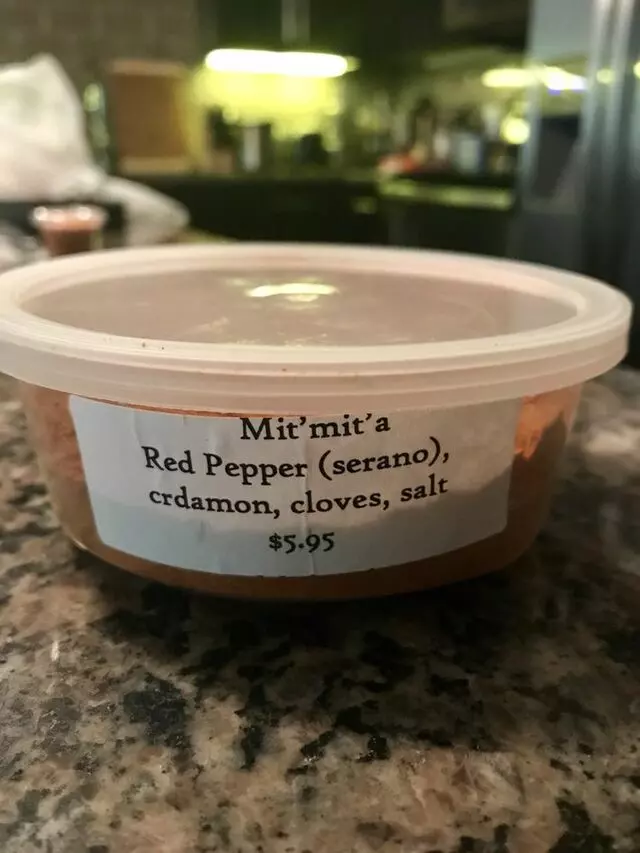 Mit'mit'a
Red Pepper (serano),
crdamon, cloves, salt
$5.95